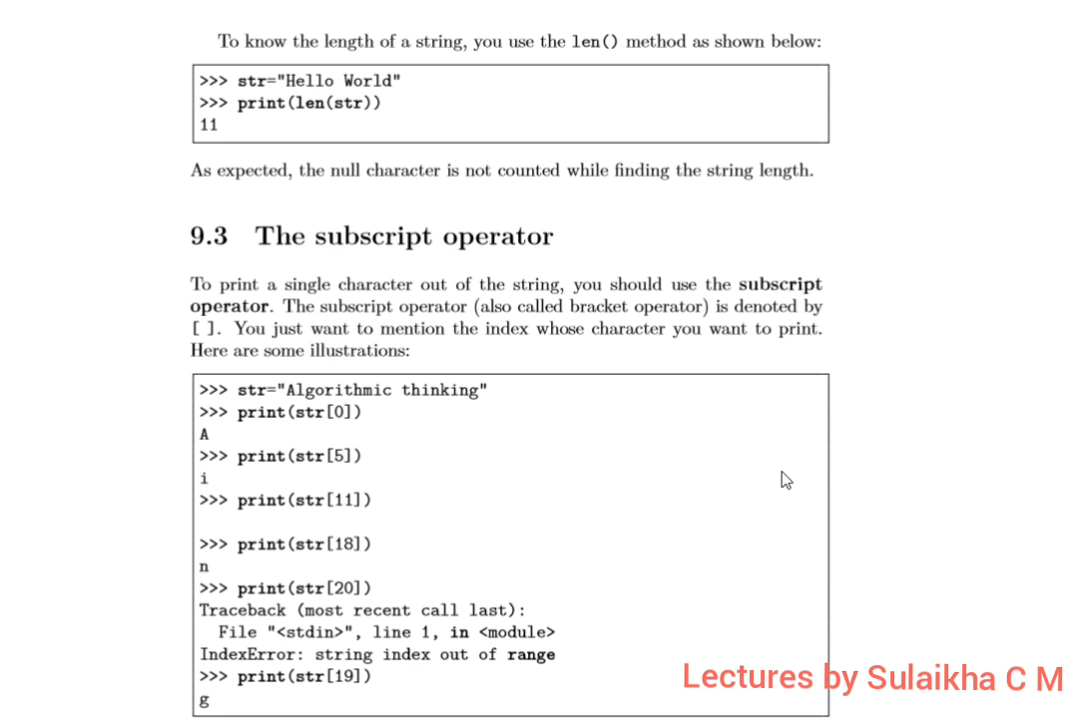 To know the length of a string, you use the len() method as shown below:
>>> str="Hello World"
>>> print(len(str))
11
As expected, the null character is not counted while finding the string length.
9.3 The subscript operator
To print a single character out of the string, you should use the subscript
operator. The subscript operator (also called bracket operator) is denoted by
[ ]. You just want to mention the index whose character you want to print.
Here are some illustrations:
>>> str="Algorithmic thinking"
>>> print(str[0])
A
>>> print(str[5])
i
>>> print(str[11])
>>> print(str[18])
n
>>> print(str[20])
Traceback (most recent call last):
File "<stdin>", line 1, in <module>
IndexError: string index out of range
>>> print(str[19])
g
Lectures by Sulaikha C M